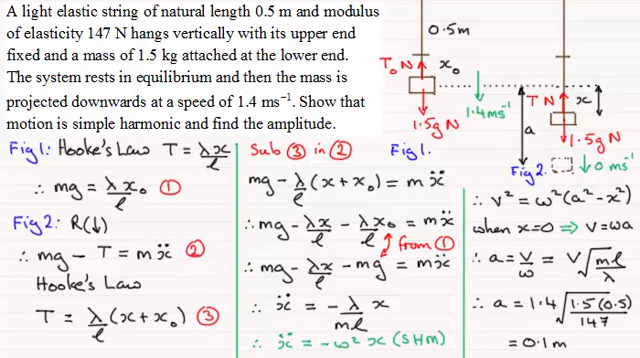 A light elastic string of natural length 0.5 m and modulus
of elasticity 147 N hangs vertically with its upper end
fixed and a mass of 1.5 kg attached at the lower end.
The system rests in equilibrium and then the mass is
projected downwards at a speed of 1.4 ms⁻¹. Show that
motion is simple harmonic and find the amplitude.
0.5m
T₀ N
x₀
1.5g N
1.4ms⁻¹
Fig 1.
a
T N
x
1.5g N
0 ms⁻¹
Fig 2.
Fig 1: Hooke's Law T = λx/l
∴ mg = λx₀/l ①
Fig 2: R(↓)
∴ mg - T = mẍ ②
Hooke's Law
T = λ/l (x + x₀) ③
Sub ③ in ②
mg - λ/l (x + x₀) = mẍ
∴ mg - λx/l - λx₀/l = mẍ
from ①
∴ mg - λx/l - mg = mẍ
∴ ẍ = - λ/ml x
∴ ẍ = -ω² x (SHM)
∴ v² = ω²(a² - x²)
when x=0 ⇒ V = ωa
∴ a = V/ω = V√(ml/λ)
∴ a = 1.4 √(1.5(0.5)/147)
= 0.1m